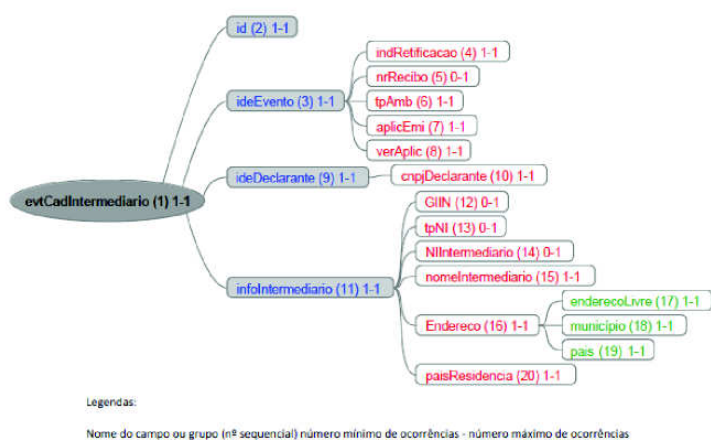 id (2) 1-1
indRetificacao (4) 1-1
nrRecibo (5) 0-1
ideEvento (3) 1-1
tpAmb (6) 1-1
aplicEmi (7) 1-1
verAplic (8) 1-1
ideDeclarante (9) 1-1
cnpjDeclarante (10) 1-1
evtCadIntermediario (1) 1-1
GIIN (12) 0-1
tpNI (13) 0-1
NIIntermediario (14) 0-1
nomeIntermediario (15) 1-1
infoIntermediario (11) 1-1
enderecoLivre (17) 1-1
Endereco (16) 1-1
municipio (18) 1-1
pais (19) 1-1
paisResidencia (20) 1-1
Legendas:
Nome do campo ou grupo (nº sequencial) número mínimo de ocorrências - número máximo de ocorrências